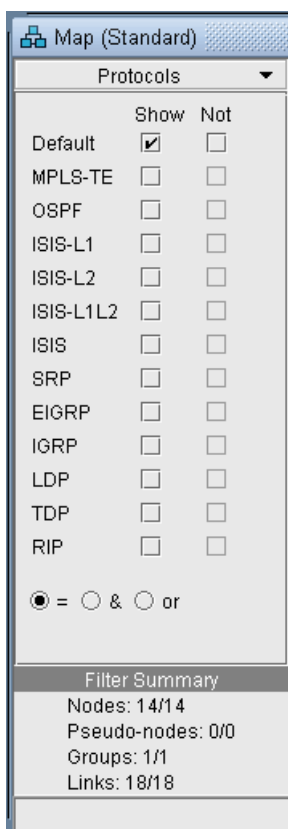 Map (Standard)
Protocols
Show Not
Default
MPLS-TE
OSPF
ISIS-L1
ISIS-L2
ISIS-L1L2
ISIS
SRP
EIGRP
IGRP
LDP
TDP
RIP
= & or
Filter Summary
Nodes: 14/14
Pseudo-nodes: 0/0
Groups: 1/1
Links: 18/18